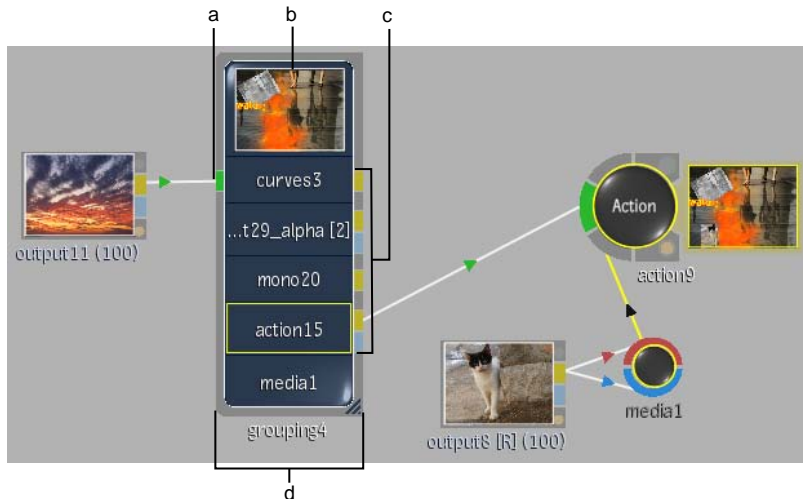 a
b
c
curves3
...t29_alpha [2]
mono20
action15
media1
grouping4
d
output11 (100)
Action
action9
output8 [R] (100)
media1